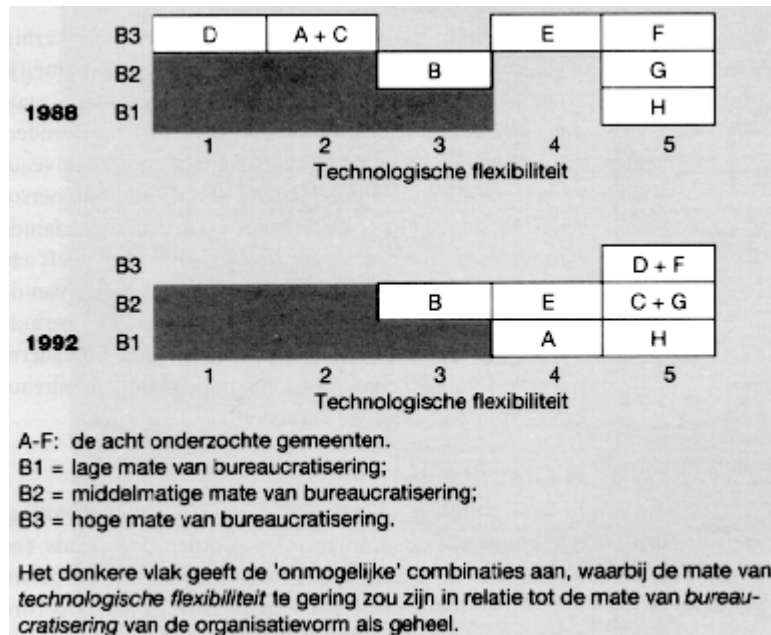 B3 D A + C E F
B2 B G
1988 B1 H
1 2 3 4 5
Technologische flexibiliteit
B3 D + F
B2 B E C + G
1992 B1 A H
1 2 3 4 5
Technologische flexibiliteit
A-F: de acht onderzochte gemeenten.
B1 = lage mate van bureaucratisering;
B2 = middelmatige mate van bureaucratisering;
B3 = hoge mate van bureaucratisering.
Het donkere vlak geeft de 'onmogelijke' combinaties aan, waarbij de mate van
technologische flexibiliteit te gering zou zijn in relatie tot de mate van bureau-
cratisering van de organisatievorm als geheel.